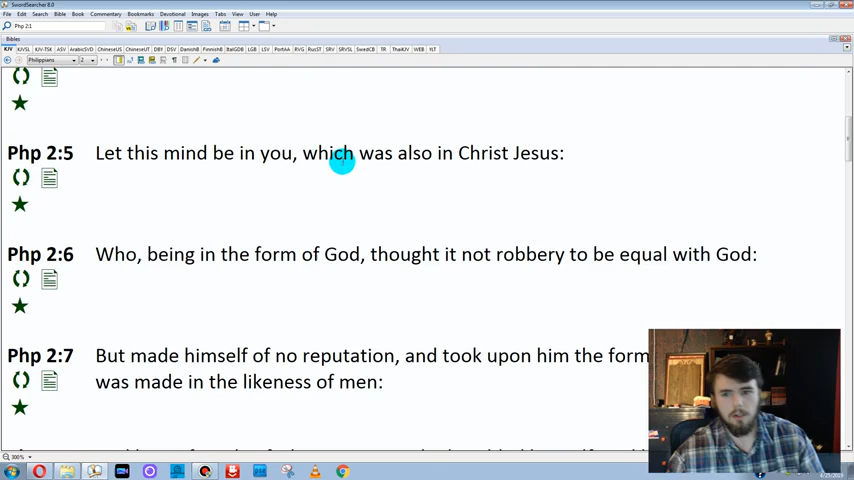 SwordSearcher 8.0
File Edit Search Book Commentary Bookmarks Devotional Images Tabs View User Help
Php 2:1
Bibles
KJV KJVSL KJV-TSK ASV ArabicSVD ChineseUS ChineseUT DBY DSV DanishB FinnishB BalGDB LGB LSV PortAA RVG RusST SRV SRVSL SwedCB TR ThaiKJV WEB YLT
Philippians 2
Php 2:5 Let this mind be in you, which was also in Christ Jesus:
Php 2:6 Who, being in the form of God, thought it not robbery to be equal with God:
Php 2:7 But made himself of no reputation, and took upon him the form
was made in the likeness of men:
300%